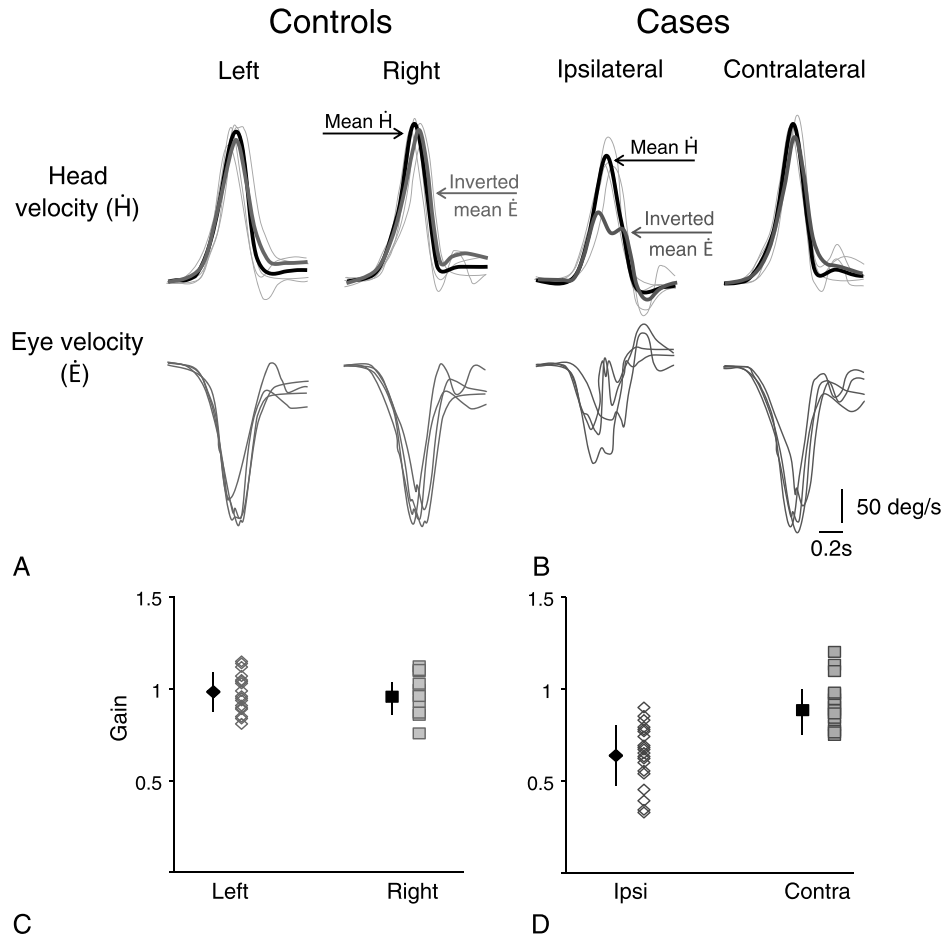 Controls
Cases
Left
Right
Ipsilateral
Contralateral
Mean Ḣ
Mean Ḣ
Head
velocity (Ḣ)
Inverted
mean Ė
Inverted
mean Ė
Eye velocity
(Ė)
50 deg/s
0.2s
A
B
1.5
1
0.5
Gain
Left
Right
1.5
1
0.5
Ipsi
Contra
C
D